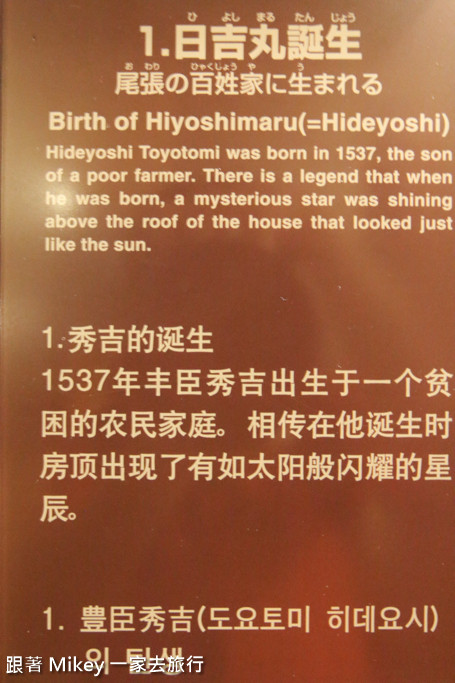 ひ よし まる たん じょう
1.日吉丸誕生
お わり ひゃくしょう や う
尾張の百姓家に生まれる
Birth of Hiyoshimaru(=Hideyoshi)
Hideyoshi Toyotomi was born in 1537, the son
of a poor farmer. There is a legend that when
he was born, a mysterious star was shining
above the roof of the house that looked just
like the sun.
1.秀吉的诞生
1537年丰臣秀吉出生于一个贫
困的农民家庭。相传在他诞生时
房顶出现了有如太阳般闪耀的星
辰。
1. 豊臣秀吉(도요토미 히데요시)
의 탄생
跟著 Mikey 一家去旅行